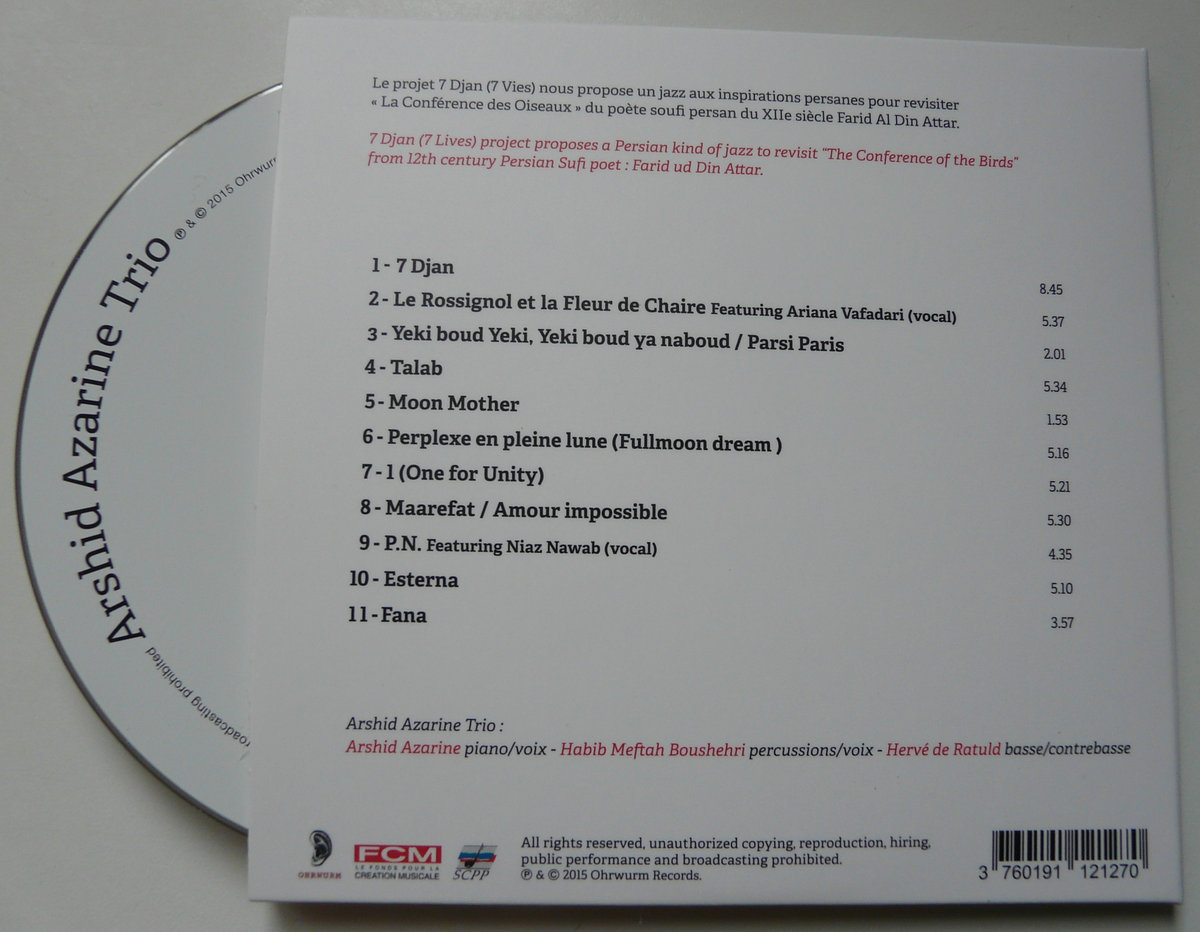 Le projet 7 Djan (7 Vies) nous propose un jazz aux inspirations persanes pour revisiter
« La Conférence des Oiseaux » du poète soufi persan du XIIe siècle Farid Al Din Attar.
7 Djan (7 Lives) project proposes a Persian kind of jazz to revisit "The Conference of the Birds"
from 12th century Persian Sufi poet : Farid ud Din Attar.
1 - 7 Djan 8.45
2 - Le Rossignol et la Fleur de Chaire Featuring Ariana Vafadari (vocal) 5.37
3 - Yeki boud Yeki, Yeki boud ya naboud / Parsi Paris 2.01
4 - Talab 5.34
5 - Moon Mother 1.53
6 - Perplexe en pleine lune (Fullmoon dream ) 5.16
7 - 1 (One for Unity) 5.21
8 - Maarefat / Amour impossible 5.30
9 - P.N. Featuring Niaz Nawab (vocal) 4.35
10 - Esterna 5.10
11 - Fana 3.57
Arshid Azarine Trio :
Arshid Azarine piano/voix - Habib Meftah Boushehri percussions/voix - Hervé de Ratuld basse/contrebasse
OHRWURM
FCM
LE FONDS POUR LA
CREATION MUSICALE
SCPP
All rights reserved, unauthorized copying, reproduction, hiring,
public performance and broadcasting prohibited.
℗ & © 2015 Ohrwurm Records.
3 760191 121270
Arshid Azarine Trio
℗ & © 2015 Ohrwurm
roadcasting prohibited